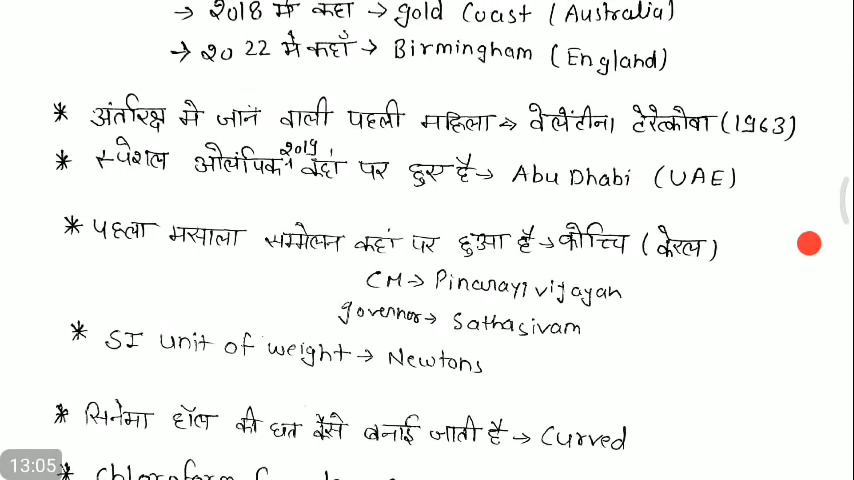 → 2018 में कहा → Gold Coast (Australia)
→ 2022 में कहाँ → Birmingham (England)
* अंतरिक्ष मे जाने वाली पहली महिला → वेलेंटीना टेरेस्कोवा (1963)
* स्पेशल ओलंपिक 2019 कहां पर हुए है → Abu Dhabi (UAE)
* पहला मसाला सम्मेलन कहां पर हुआ है → कोच्चि (केरल)
CM → Pinarayi vijayan
Governor → Sathasivam
* SI unit of weight → Newtons
* सिनेमा हॉल की छत कैसे बनाई जाती है → Curved
13:05
* Chloroform